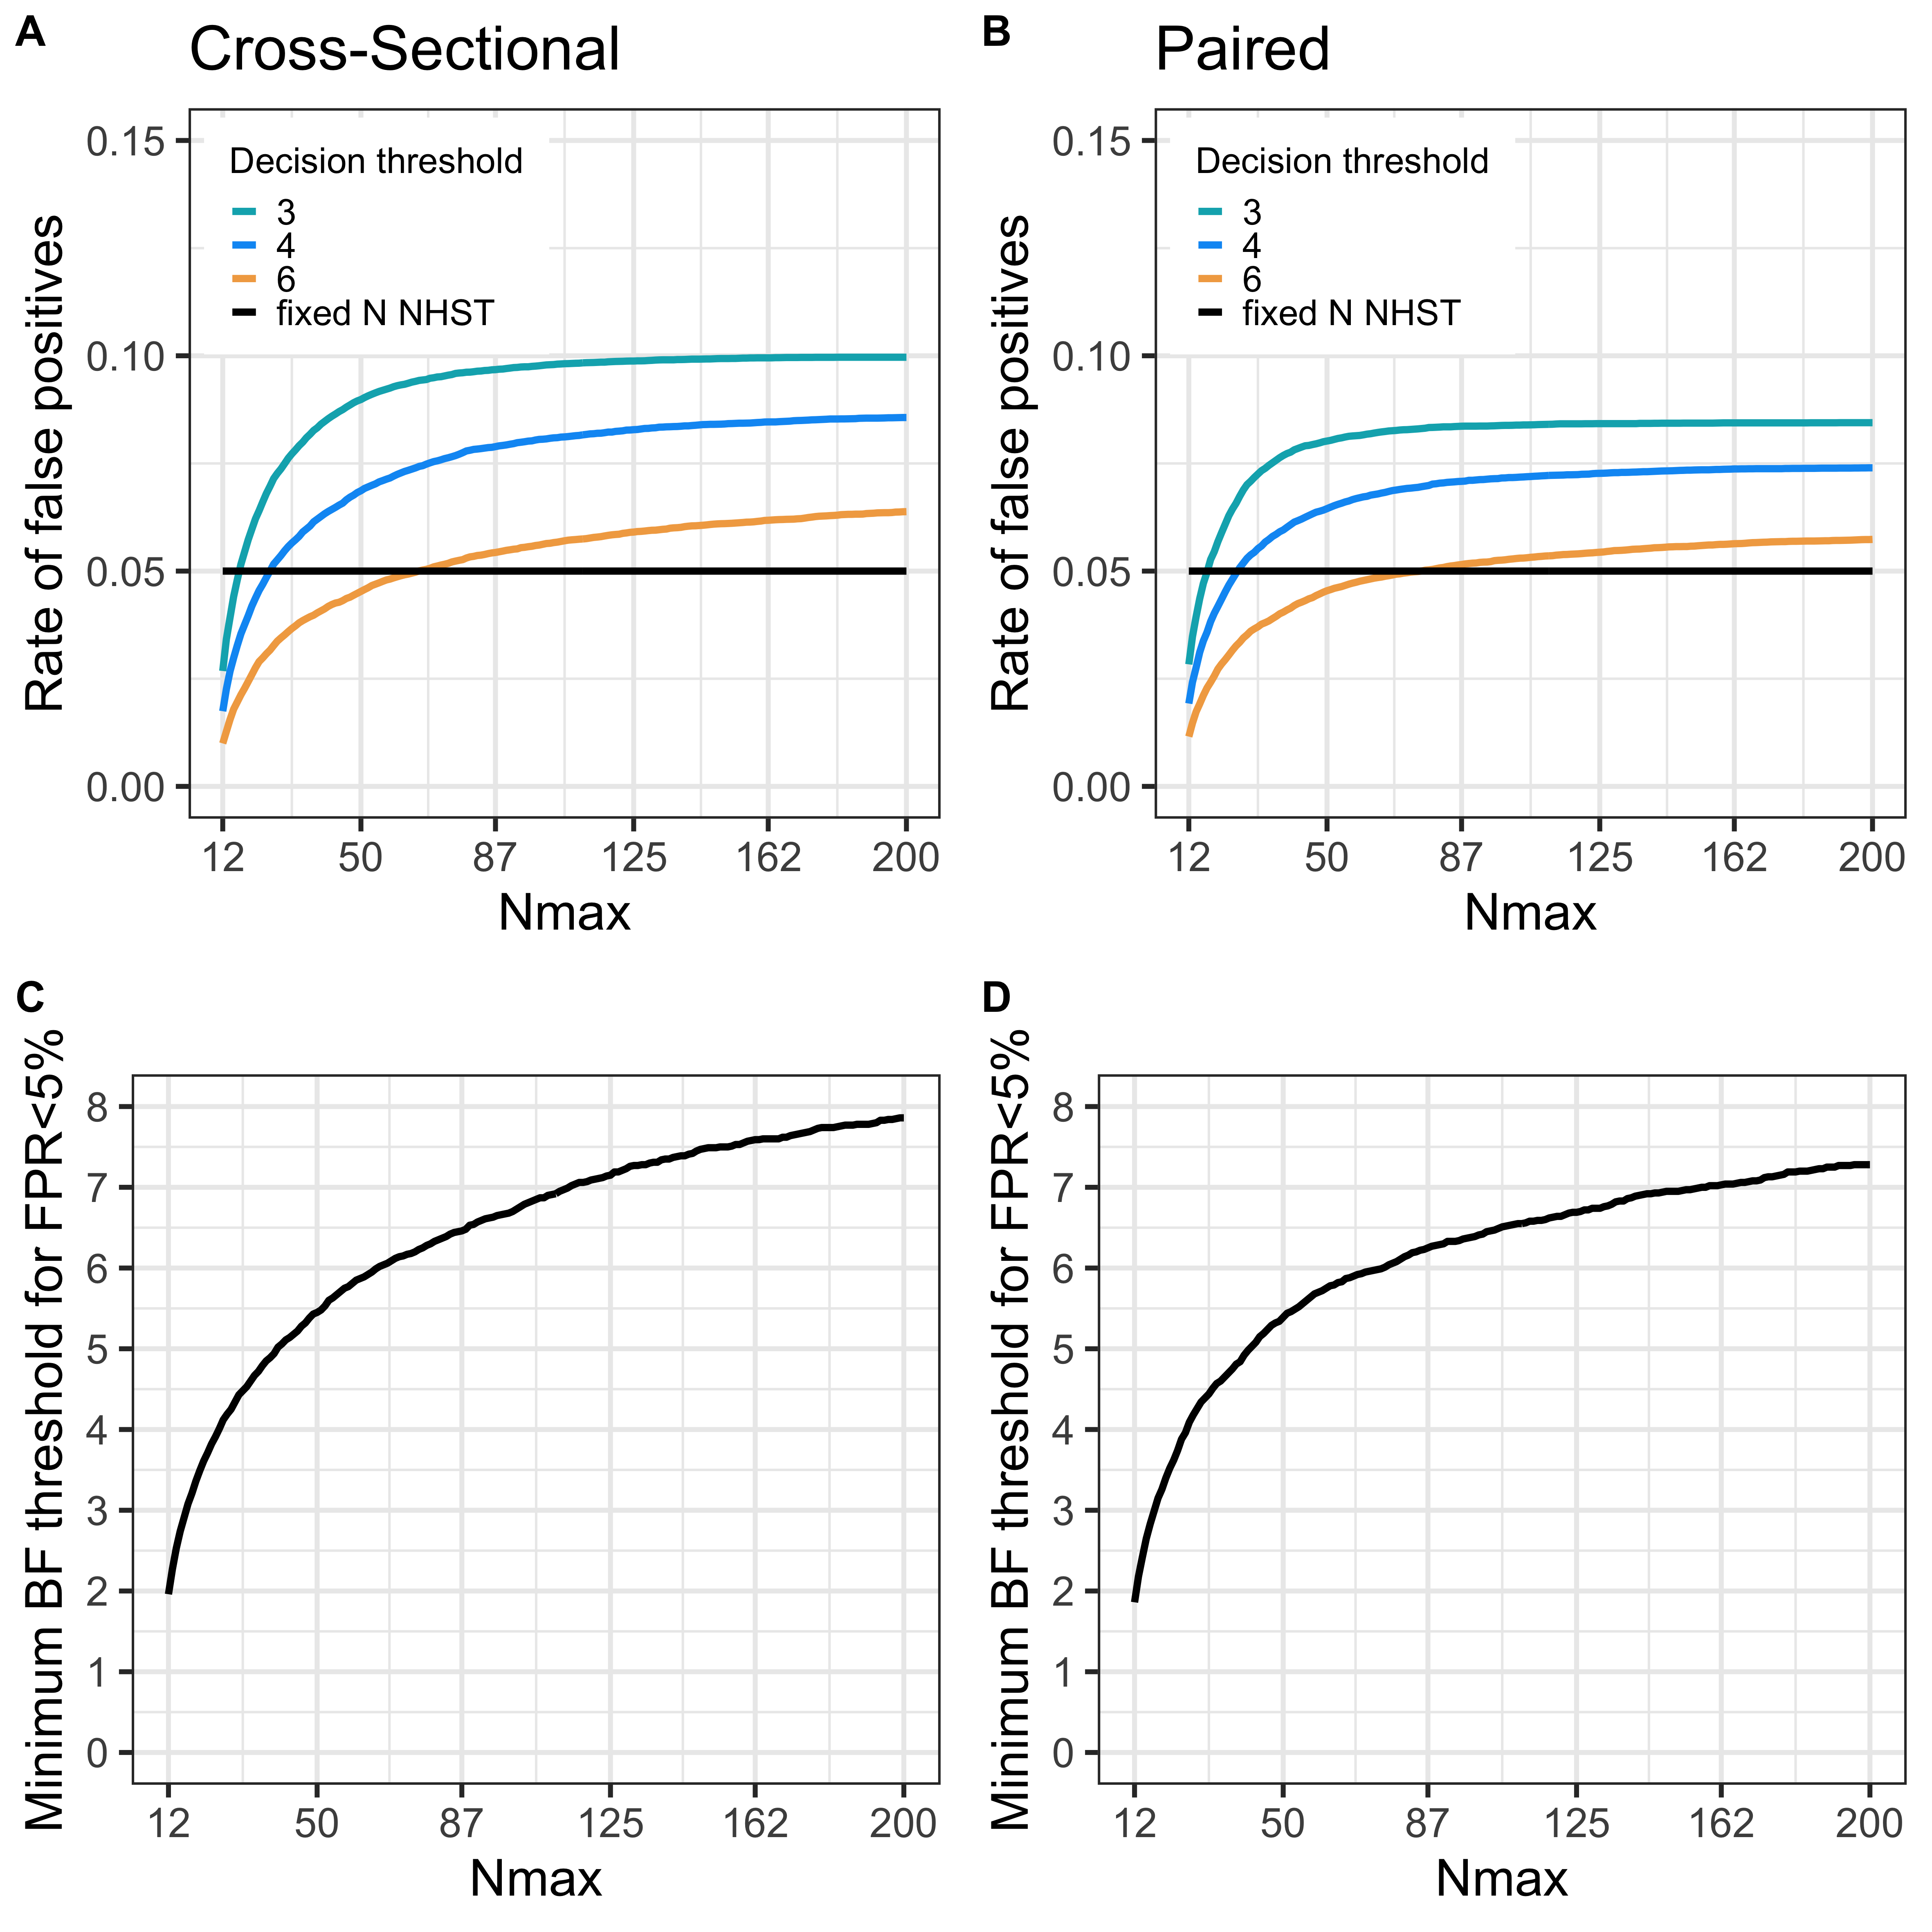 A
Cross-Sectional
Rate of false positives
0.15
0.10
0.05
0.00
Decision threshold
3
4
6
fixed N NHST
12 50 87 125 162 200
Nmax
B
Paired
Rate of false positives
0.15
0.10
0.05
0.00
Decision threshold
3
4
6
fixed N NHST
12 50 87 125 162 200
Nmax
C
Minimum BF threshold for FPR<5%
8
7
6
5
4
3
2
1
0
12 50 87 125 162 200
Nmax
D
Minimum BF threshold for FPR<5%
8
7
6
5
4
3
2
1
0
12 50 87 125 162 200
Nmax